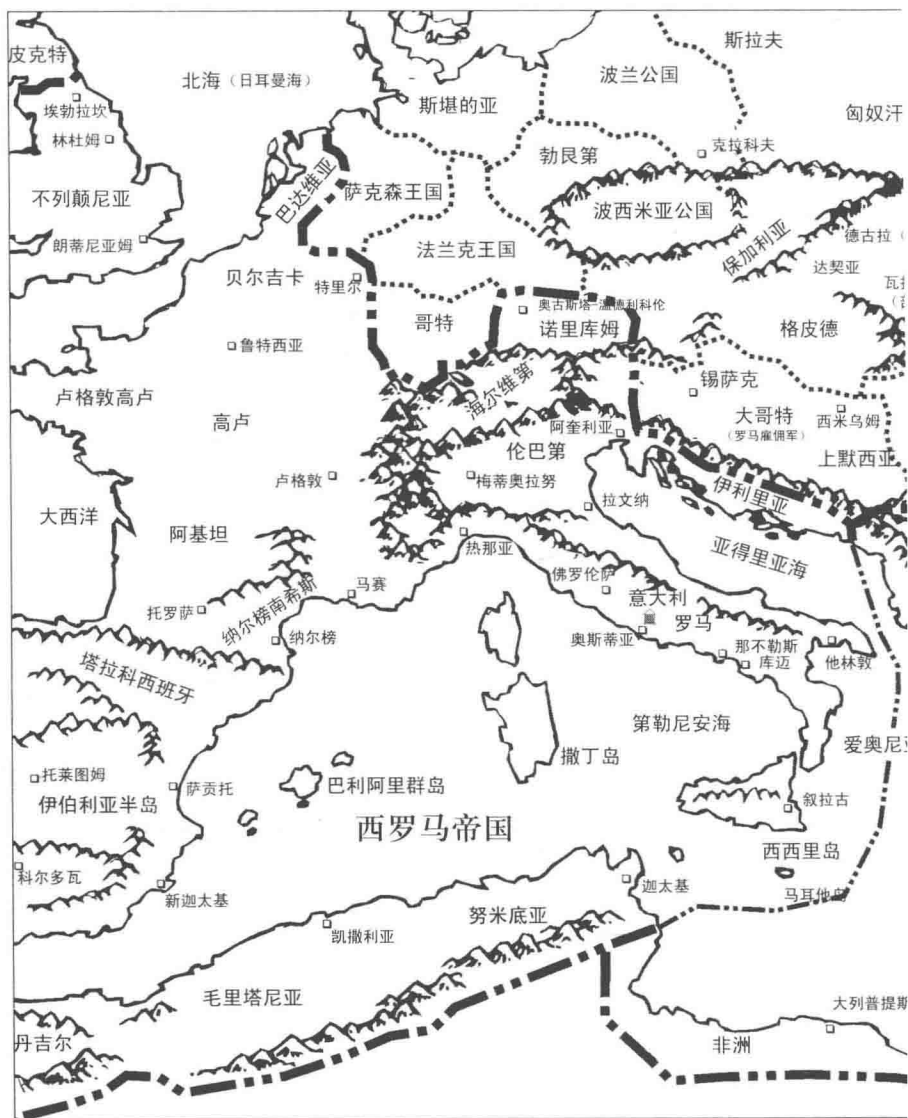 斯拉夫
皮克特
北海（日耳曼海）
波兰公国
斯堪的亚
埃勃拉坎
匈奴汗
林杜姆
勃艮第
克拉科夫
不列颠尼亚
巴达维亚
萨克森王国
波西米亚公国
朗蒂尼亚姆
法兰克王国
保加利亚
德古拉（
达契亚
贝尔吉卡
特里尔
奥古斯塔-温德利科伦
诺里库姆
哥特
格皮德
鲁特西亚
锡萨克
海尔维第
卢格敦高卢
高卢
阿奎利亚
大哥特
（罗马雇佣军）
西米乌姆
伦巴第
上默西亚
卢格敦
梅蒂奥拉努
伊利里亚
拉文纳
大西洋
阿基坦
热那亚
亚得里亚海
佛罗伦萨
马赛
意大利
托罗萨
纳尔榜南希斯
罗马
纳尔榜
奥斯蒂亚
那不勒斯
库迈
他林敦
塔拉科西班牙
第勒尼安海
爱奥尼亚
撒丁岛
托莱图姆
萨贡托
巴利阿里群岛
伊伯利亚半岛
叙拉古
西罗马帝国
西西里岛
科尔多瓦
迦太基
新迦太基
马耳他岛
努米底亚
凯撒利亚
毛里塔尼亚
大列普提斯
丹吉尔
非洲